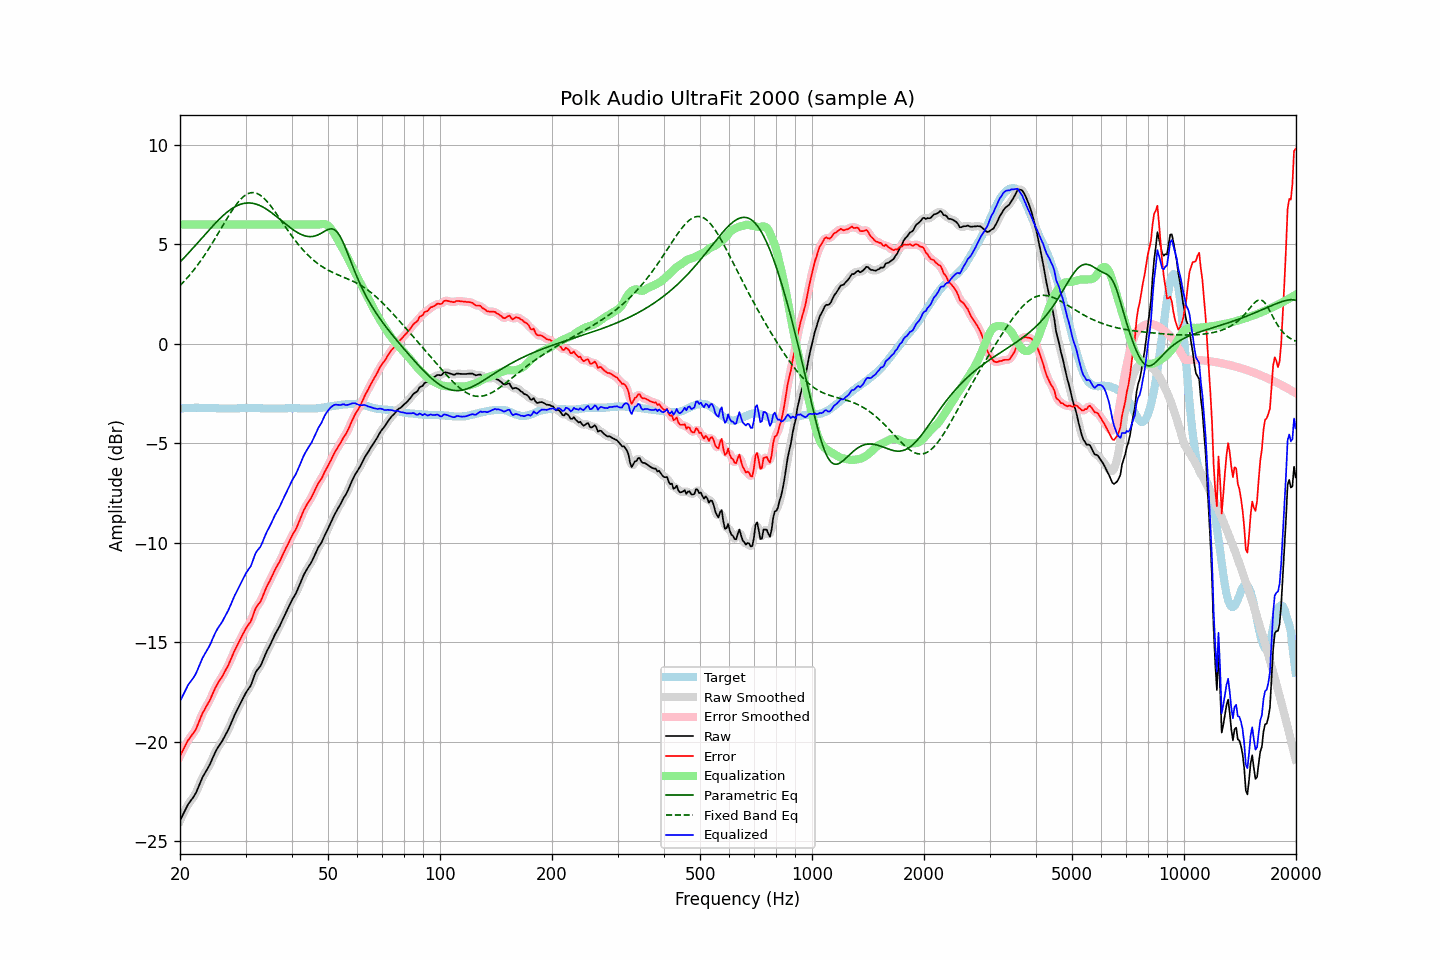 Polk Audio UltraFit 2000 (sample A)
10
5
0
−5
−10
−15
−20
−25
Amplitude (dBr)
Target
Raw Smoothed
Error Smoothed
Raw
Error
Equalization
Parametric Eq
Fixed Band Eq
Equalized
20 50 100 200 500 1000 2000 5000 10000 20000
Frequency (Hz)